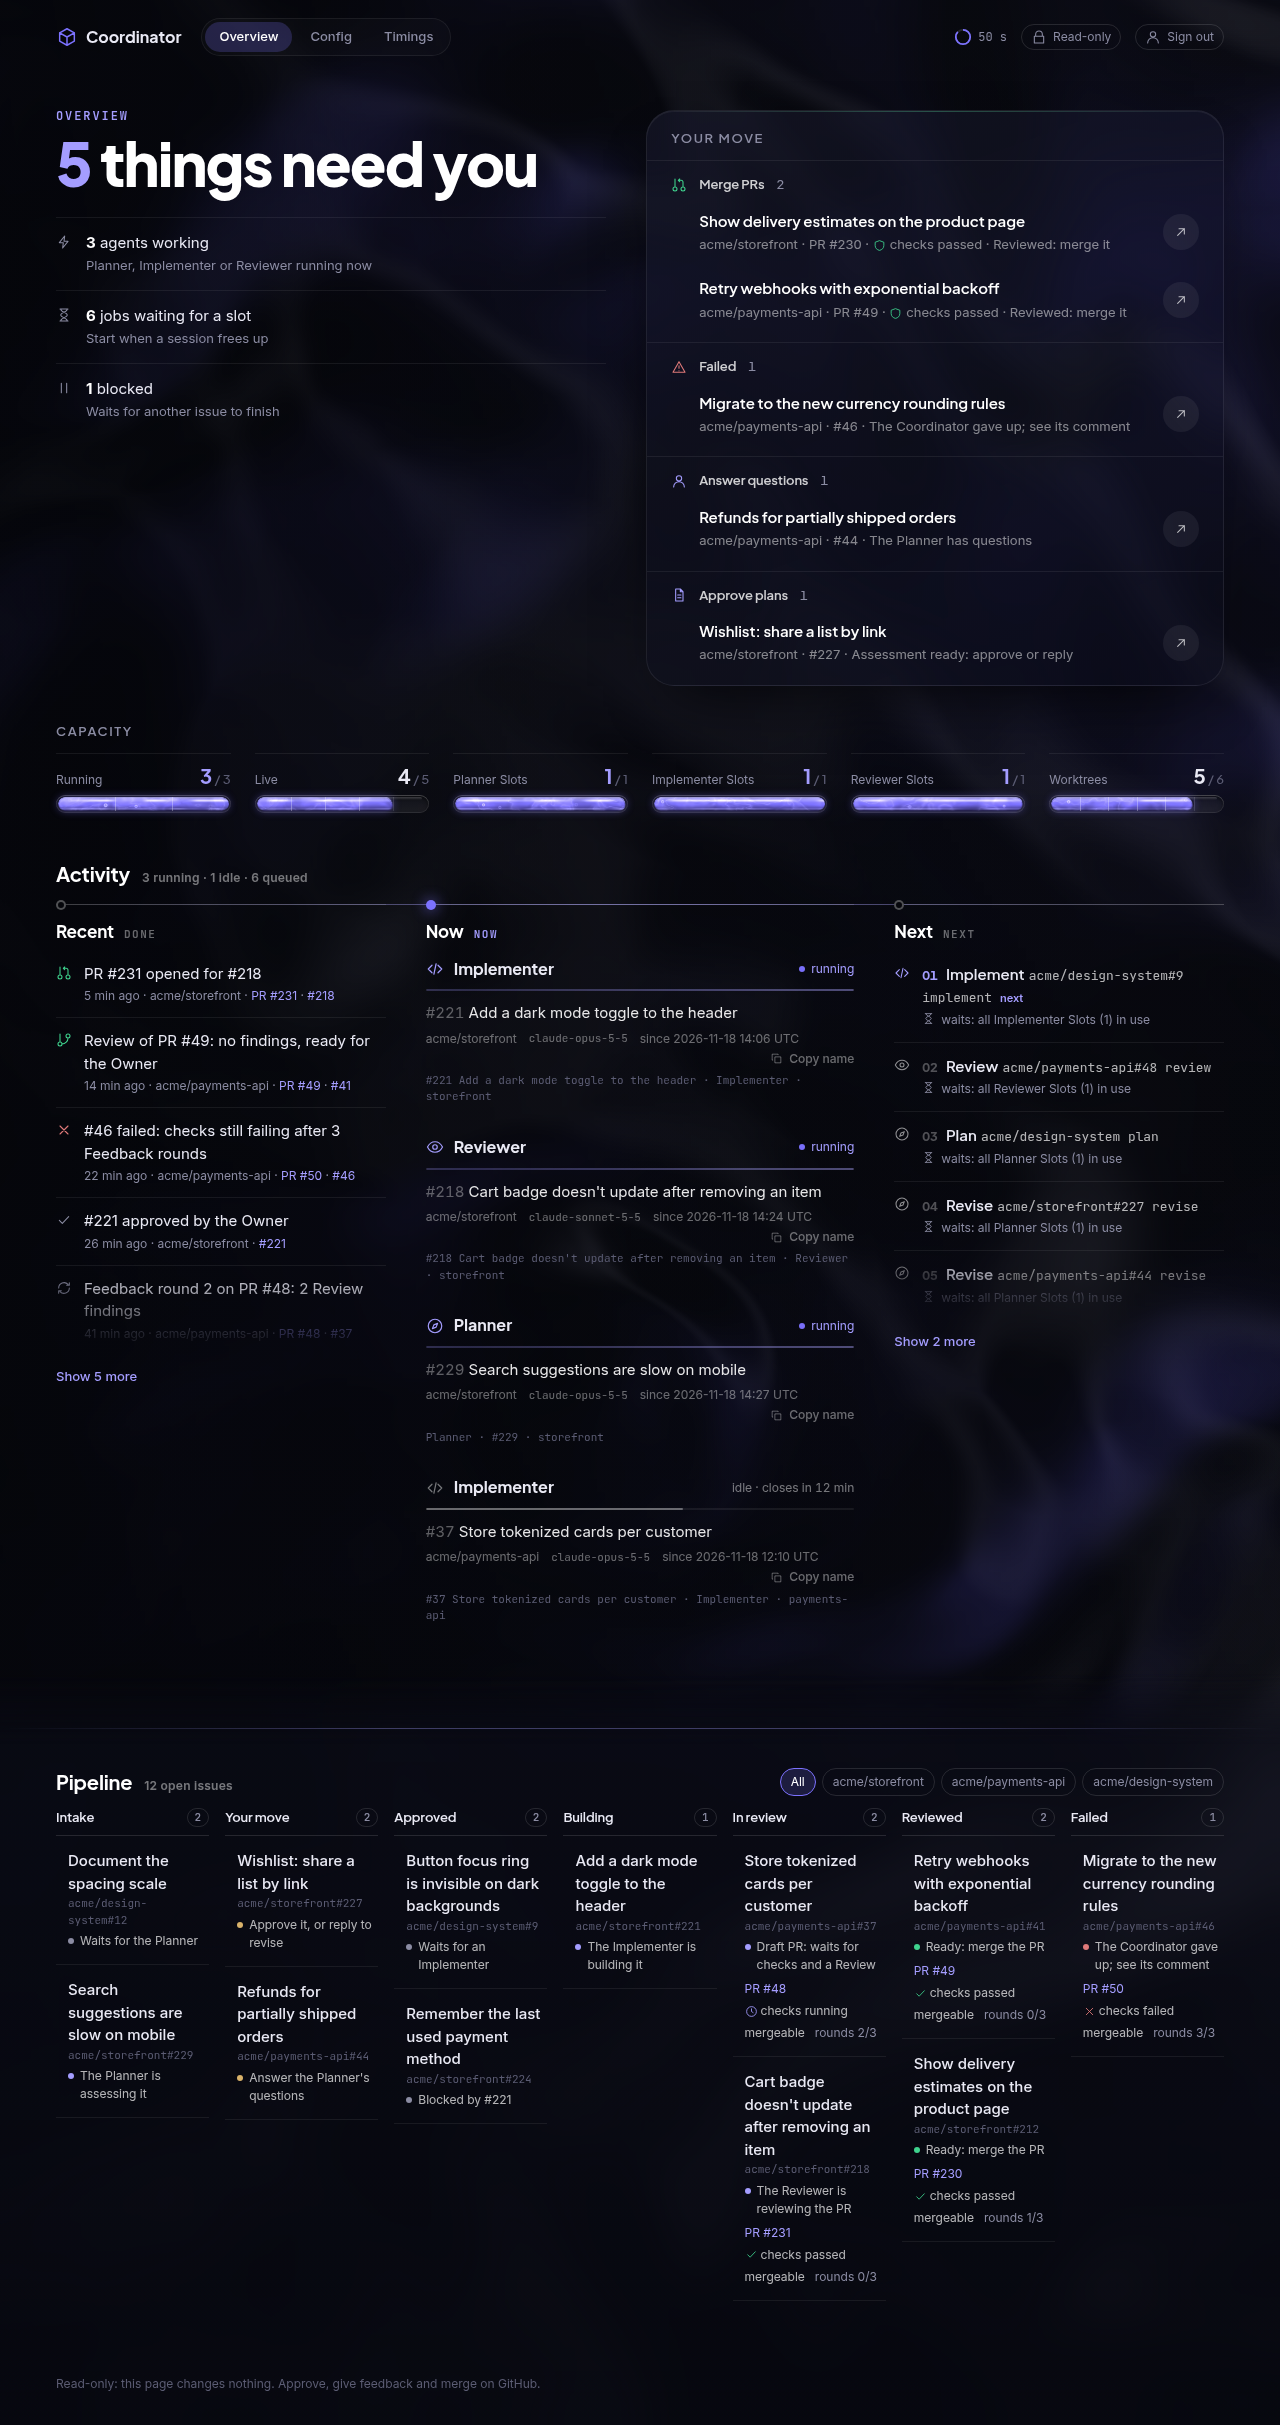 Coordinator
Overview
Config
Timings
50 s
Read-only
Sign out
OVERVIEW
5 things need you
3 agents working
Planner, Implementer or Reviewer running now
6 jobs waiting for a slot
Start when a session frees up
1 blocked
Waits for another issue to finish
YOUR MOVE
Merge PRs 2
Show delivery estimates on the product page
acme/storefront · PR #230 · checks passed · Reviewed: merge it
Retry webhooks with exponential backoff
acme/payments-api · PR #49 · checks passed · Reviewed: merge it
Failed 1
Migrate to the new currency rounding rules
acme/payments-api · #46 · The Coordinator gave up; see its comment
Answer questions 1
Refunds for partially shipped orders
acme/payments-api · #44 · The Planner has questions
Approve plans 1
Wishlist: share a list by link
acme/storefront · #227 · Assessment ready: approve or reply
CAPACITY
Running 3 / 3
Live 4 / 5
Planner Slots 1 / 1
Implementer Slots 1 / 1
Reviewer Slots 1 / 1
Worktrees 5 / 6
Activity 3 running · 1 idle · 6 queued
Recent DONE
PR #231 opened for #218
5 min ago · acme/storefront · PR #231 · #218
Review of PR #49: no findings, ready for
the Owner
14 min ago · acme/payments-api · PR #49 · #41
#46 failed: checks still failing after 3
Feedback rounds
22 min ago · acme/payments-api · PR #50 · #46
#221 approved by the Owner
26 min ago · acme/storefront · #221
Feedback round 2 on PR #48: 2 Review
findings
41 min ago · acme/payments-api · PR #48 · #37
Show 5 more
Now NOW
Implementer running
#221 Add a dark mode toggle to the header
acme/storefront claude-opus-5-5 since 2026-11-18 14:06 UTC
Copy name
#221 Add a dark mode toggle to the header · Implementer ·
storefront
Reviewer running
#218 Cart badge doesn't update after removing an item
acme/storefront claude-sonnet-5-5 since 2026-11-18 14:24 UTC
Copy name
#218 Cart badge doesn't update after removing an item · Reviewer
· storefront
Planner running
#229 Search suggestions are slow on mobile
acme/storefront claude-opus-5-5 since 2026-11-18 14:27 UTC
Copy name
Planner · #229 · storefront
Implementer idle · closes in 12 min
#37 Store tokenized cards per customer
acme/payments-api claude-opus-5-5 since 2026-11-18 12:10 UTC
Copy name
#37 Store tokenized cards per customer · Implementer · payments-
api
Next NEXT
01 Implement acme/design-system#9
implement next
waits: all Implementer Slots (1) in use
02 Review acme/payments-api#48 review
waits: all Reviewer Slots (1) in use
03 Plan acme/design-system plan
waits: all Planner Slots (1) in use
04 Revise acme/storefront#227 revise
waits: all Planner Slots (1) in use
05 Revise acme/payments-api#44 revise
waits: all Planner Slots (1) in use
Show 2 more
Pipeline 12 open issues
All
acme/storefront
acme/payments-api
acme/design-system
Intake 2
Document the
spacing scale
acme/design-
system#12
Waits for the Planner
Search
suggestions are
slow on mobile
acme/storefront#229
The Planner is
assessing it
Your move 2
Wishlist: share a
list by link
acme/storefront#227
Approve it, or reply to
revise
Refunds for
partially shipped
orders
acme/payments-api#44
Answer the Planner's
questions
Approved 2
Button focus ring
is invisible on dark
backgrounds
acme/design-system#9
Waits for an
Implementer
Remember the last
used payment
method
acme/storefront#224
Blocked by #221
Building 1
Add a dark mode
toggle to the
header
acme/storefront#221
The Implementer is
building it
In review 2
Store tokenized
cards per
customer
acme/payments-api#37
Draft PR: waits for
checks and a Review
PR #48
checks running
mergeable rounds 2/3
Cart badge
doesn't update
after removing an
item
acme/storefront#218
The Reviewer is
reviewing the PR
PR #231
checks passed
mergeable rounds 0/3
Reviewed 2
Retry webhooks
with exponential
backoff
acme/payments-api#41
Ready: merge the PR
PR #49
checks passed
mergeable rounds 0/3
Show delivery
estimates on the
product page
acme/storefront#212
Ready: merge the PR
PR #230
checks passed
mergeable rounds 1/3
Failed 1
Migrate to the new
currency rounding
rules
acme/payments-api#46
The Coordinator gave
up; see its comment
PR #50
checks failed
mergeable rounds 3/3
Read-only: this page changes nothing. Approve, give feedback and merge on GitHub.